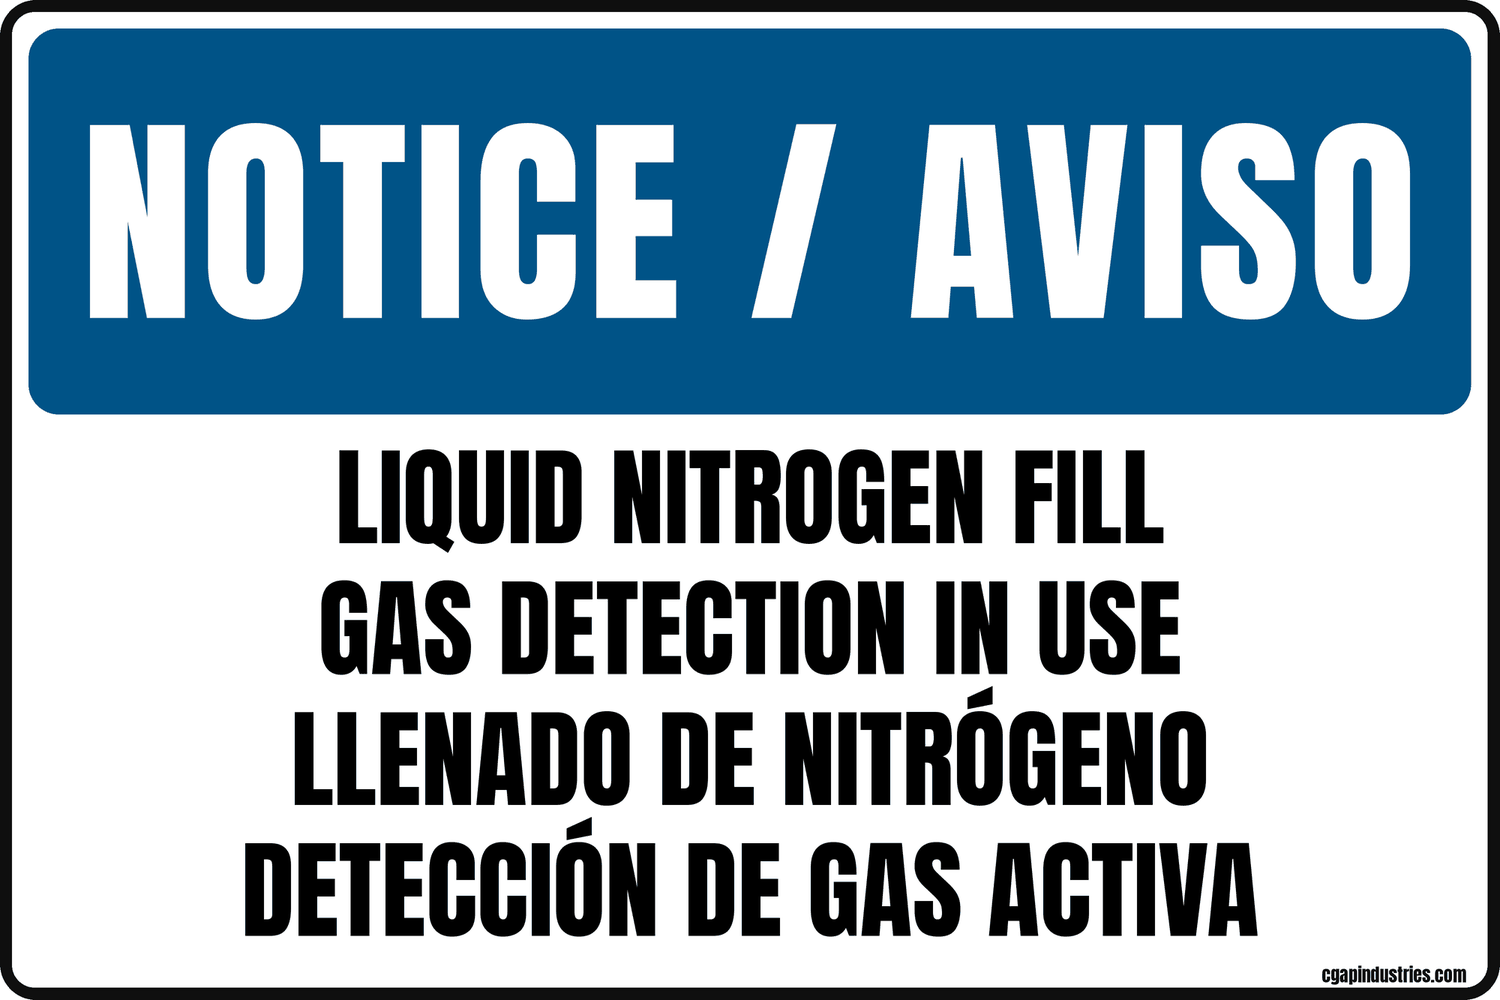 NOTICE / AVISO
LIQUID NITROGEN FILL
GAS DETECTION IN USE
LLENADO DE NITRÓGENO
DETECCIÓN DE GAS ACTIVA
cgapindustries.com